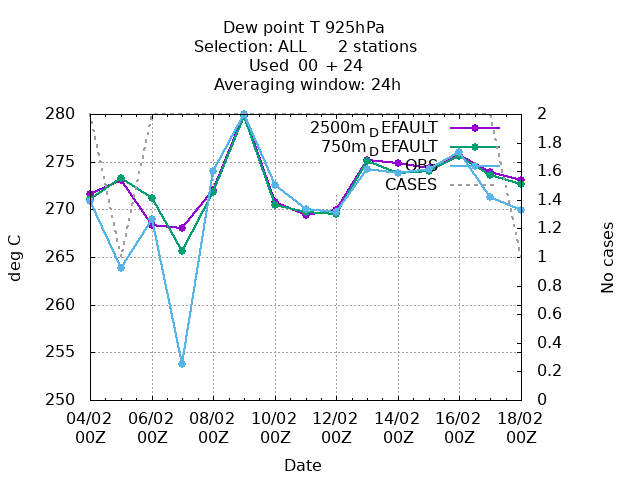 Dew point T 925hPa
Selection: ALL 2 stations
Used 00 + 24
Averaging window: 24h
280
275
270
265
260
255
250
deg C
2500m_DEFAULT
750m_DEFAULT
OBS
CASES
2
1.8
1.6
1.4
1.2
1
0.8
0.6
0.4
0.2
0
No cases
04/02 06/02 08/02 10/02 12/02 14/02 16/02 18/02
00Z 00Z 00Z 00Z 00Z 00Z 00Z 00Z
Date